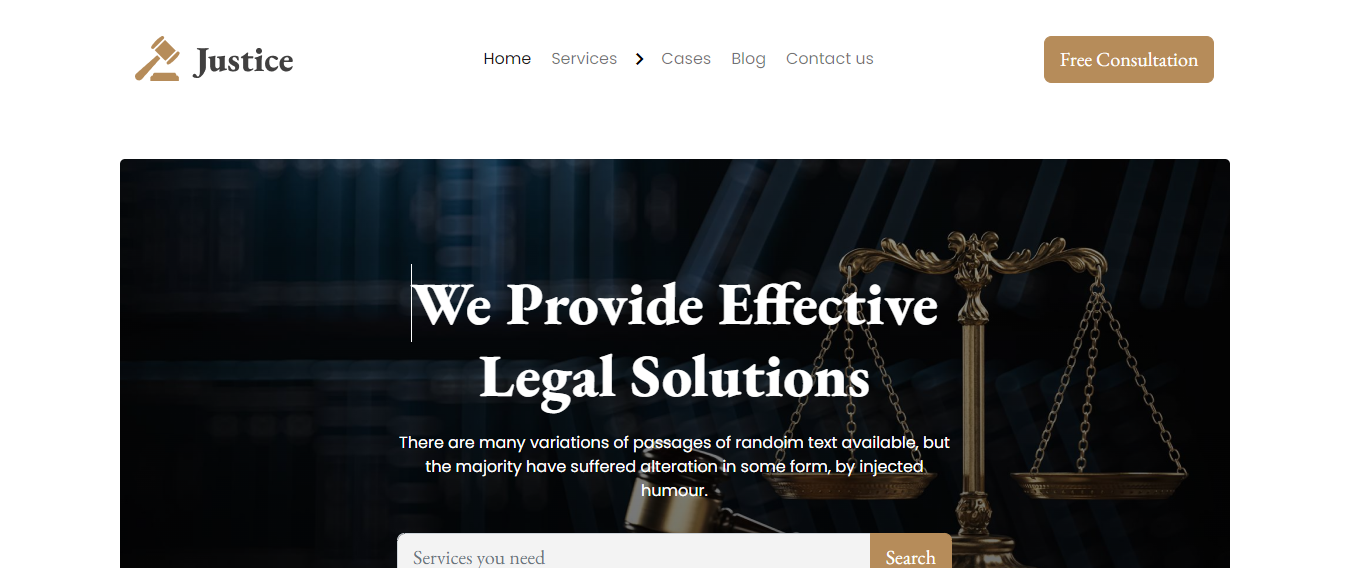 Justice
Home Services Cases Blog Contact us
Free Consultation
We Provide Effective
Legal Solutions
There are many variations of passages of randoim text available, but
the majority have suffered alteration in some form, by injected
humour.
Services you need
Search